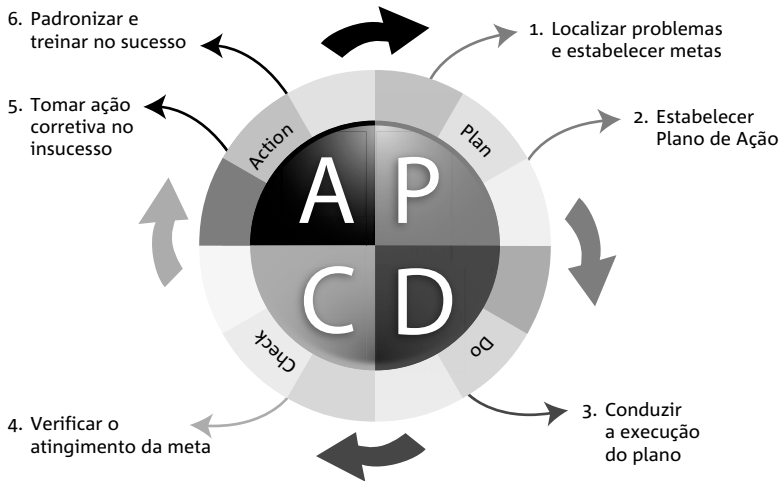 6. Padronizar e
treinar no sucesso
1. Localizar problemas
e estabelecer metas
5. Tomar ação
corretiva no
insucesso
2. Estabelecer
Plano de Ação
Action
Plan
A P
C D
Check
Do
4. Verificar o
atingimento da meta
3. Conduzir
a execução
do plano